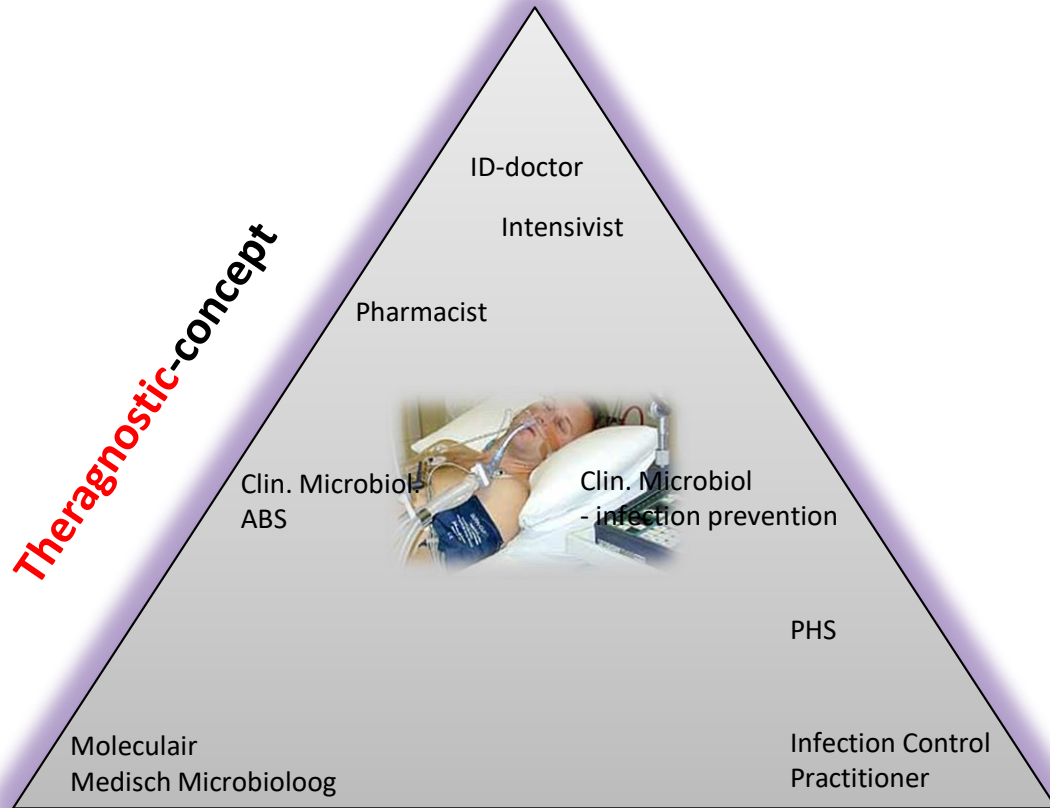 ID-doctor
Intensivist
Pharmacist
Theragnostic-concept
Clin. Microbiol-
ABS
Clin. Microbiol
- infection prevention
PHS
Moleculair
Medisch Microbioloog
Infection Control
Practitioner